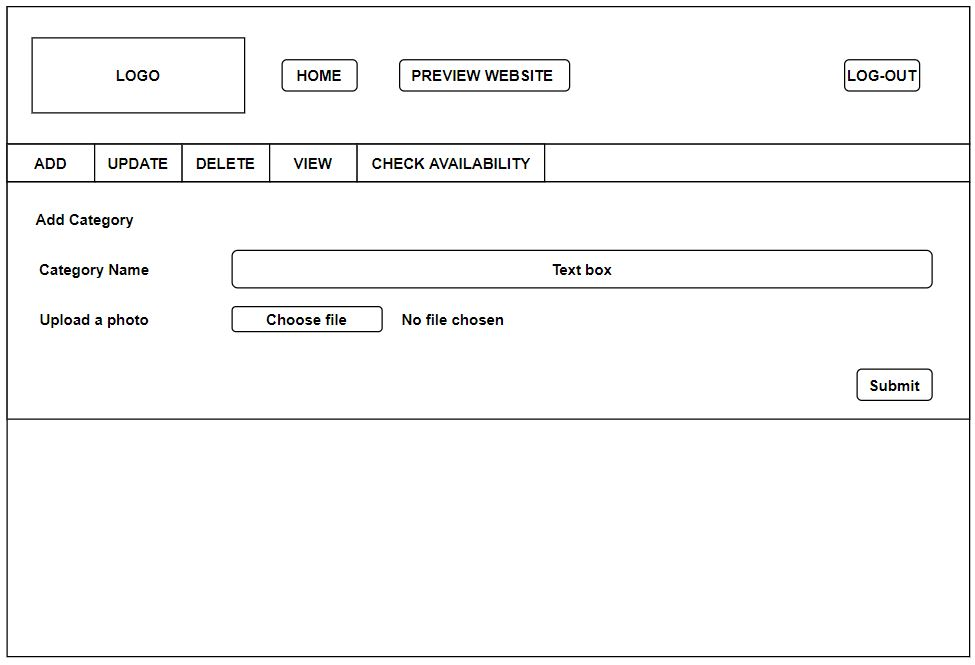 LOGO HOME PREVIEW WEBSITE LOG-OUT
ADD UPDATE DELETE VIEW CHECK AVAILABILITY
Add Category
Category Name Text box
Upload a photo Choose file No file chosen
Submit